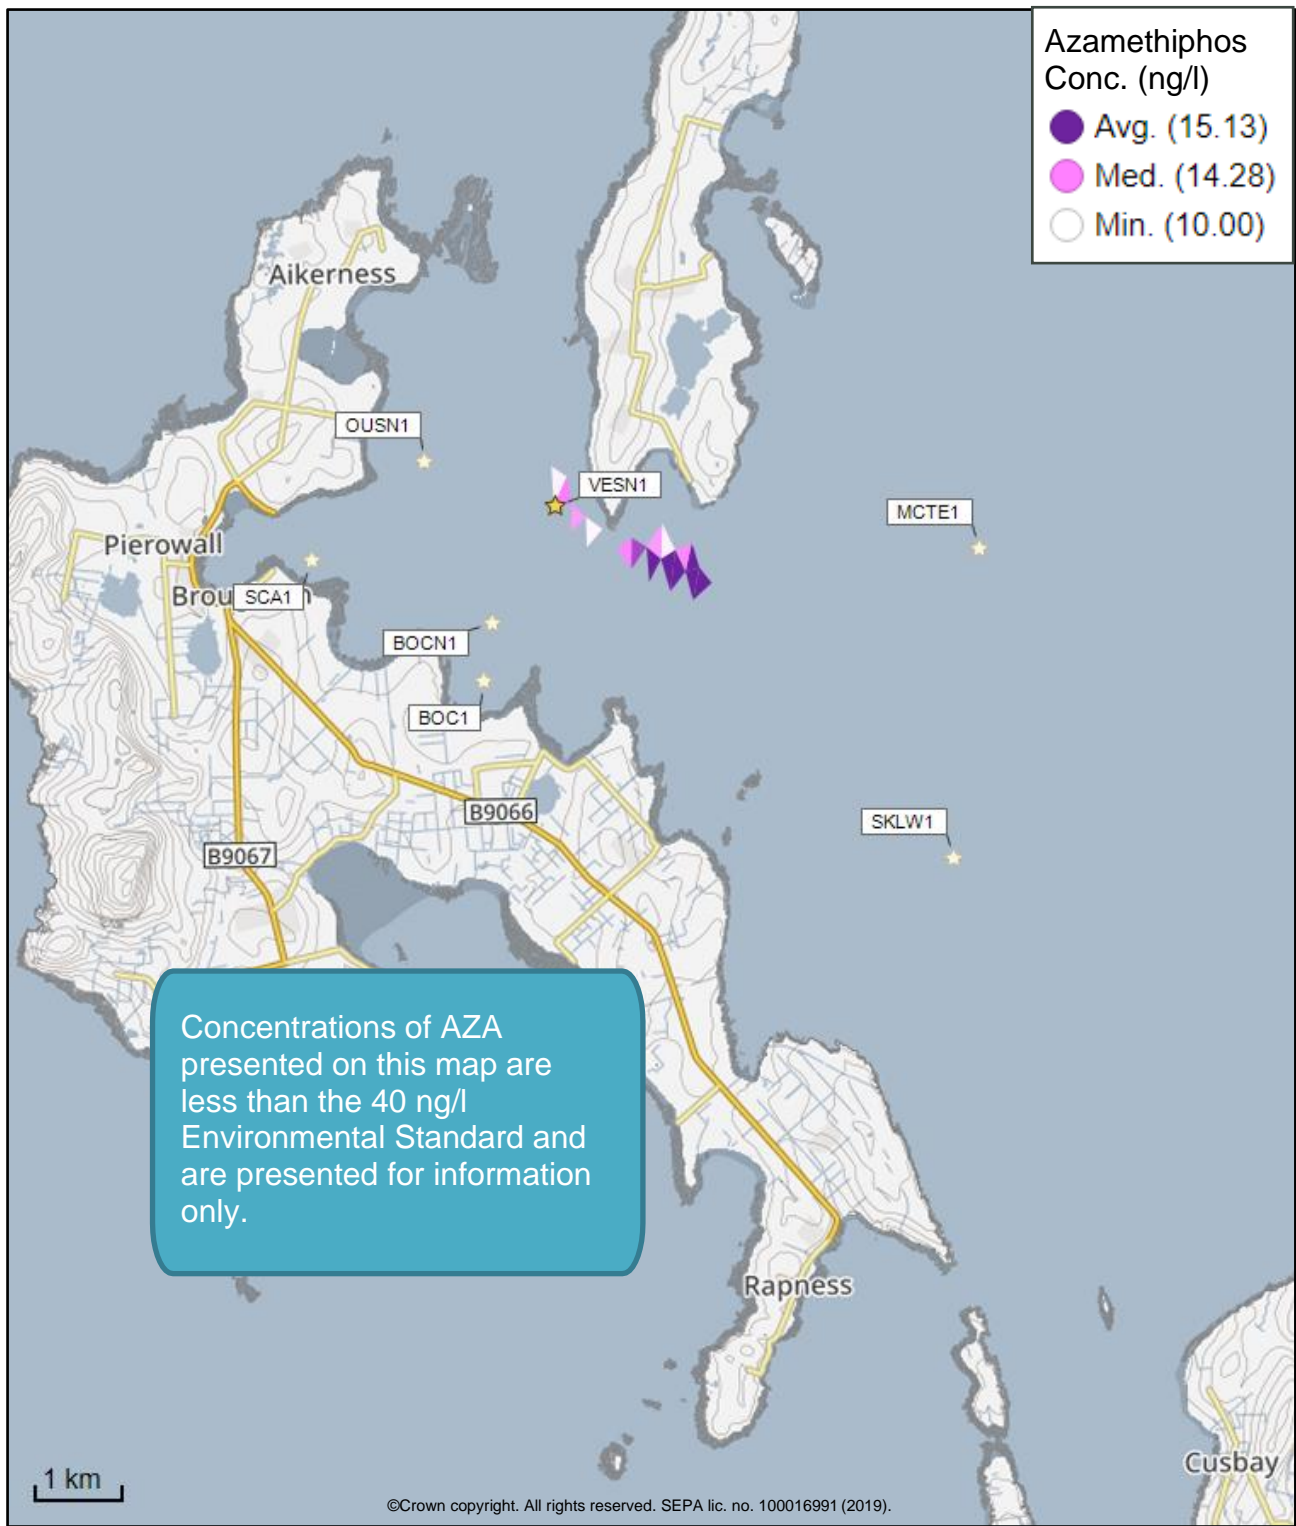 Azamethiphos
Conc. (ng/l)
Avg. (15.13)
Med. (14.28)
Min. (10.00)
Aikerness
OUSN1
VESN1
MCTE1
Pierowall
SCA1
BOCN1
BOC1
B9066
SKLW1
B9067
Concentrations of AZA
presented on this map are
less than the 40 ng/l
Environmental Standard and
are presented for information
only.
Rapness
Cusbay
1 km
©Crown copyright. All rights reserved. SEPA lic. no. 100016991 (2019).